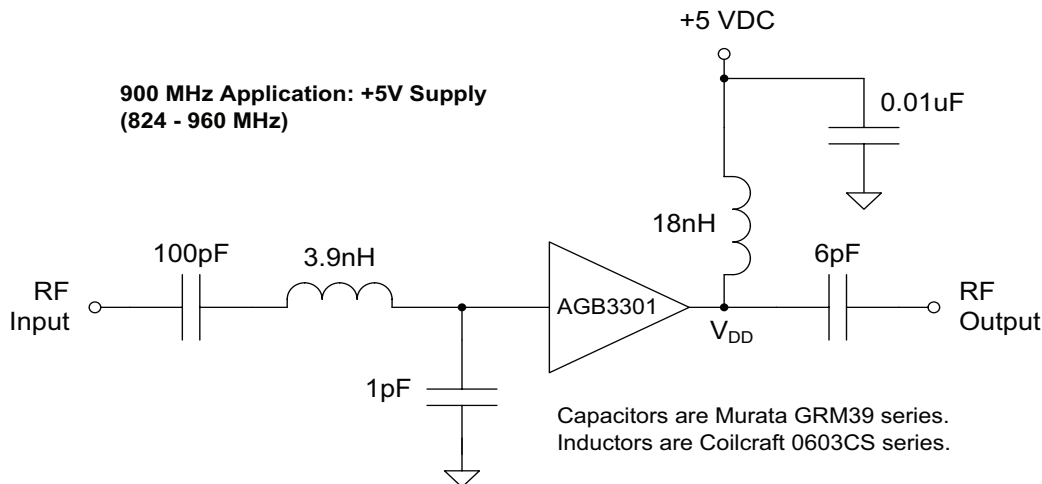 +5 VDC
900 MHz Application: +5V Supply
(824 - 960 MHz)
0.01uF
18nH
100pF
3.9nH
6pF
RF
Input
AGB3301
VDD
RF
Output
1pF
Capacitors are Murata GRM39 series.
Inductors are Coilcraft 0603CS series.